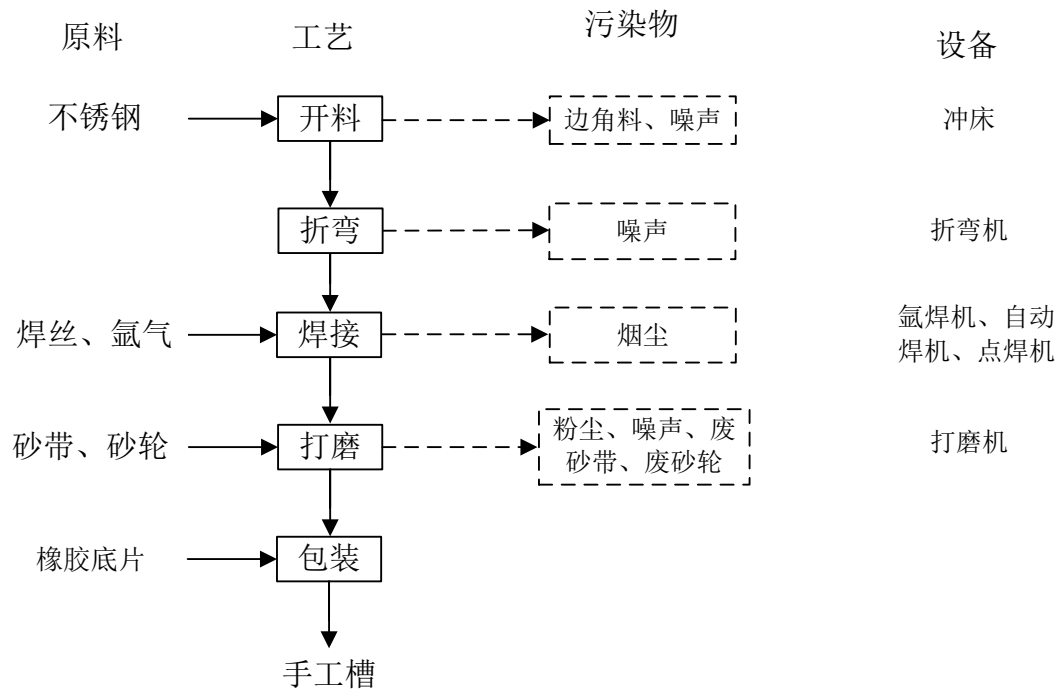 原料
工艺
污染物
设备
不锈钢
开料
边角料、噪声
冲床
折弯
噪声
折弯机
焊丝、氩气
焊接
烟尘
氩焊机、自动
焊机、点焊机
砂带、砂轮
打磨
粉尘、噪声、废
砂带、废砂轮
打磨机
橡胶底片
包装
手工槽